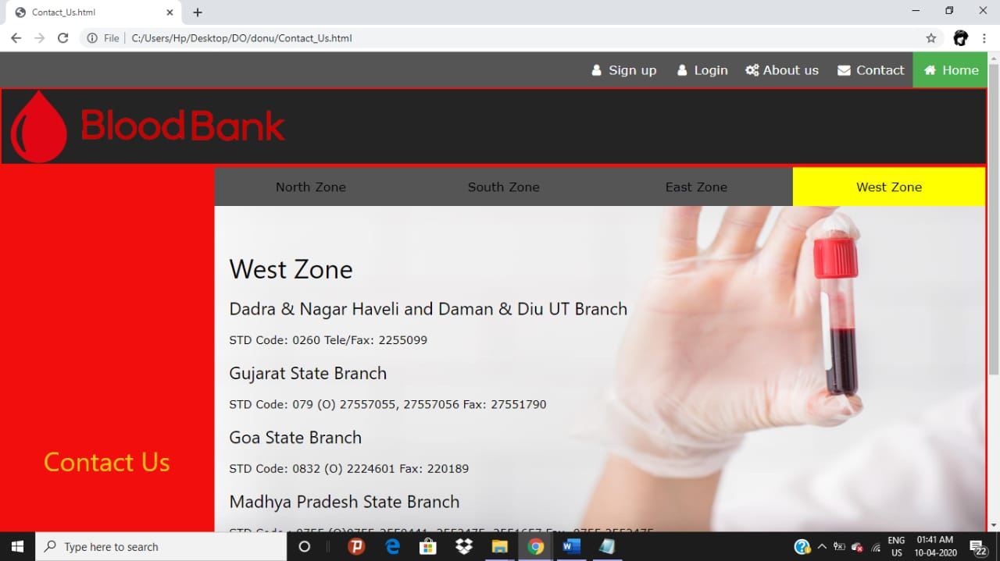 Contact_Us.html
File | C:/Users/Hp/Desktop/DO/donu/Contact_Us.html
Sign up Login About us Contact Home
Blood Bank
North Zone South Zone East Zone West Zone
West Zone
Dadra & Nagar Haveli and Daman & Diu UT Branch
STD Code: 0260 Tele/Fax: 2255099
Gujarat State Branch
STD Code: 079 (O) 27557055, 27557056 Fax: 27551790
Goa State Branch
STD Code: 0832 (O) 2224601 Fax: 220189
Contact Us
Madhya Pradesh State Branch
STD Code
Type here to search
ENG 01:41 AM
US 10-04-2020 22